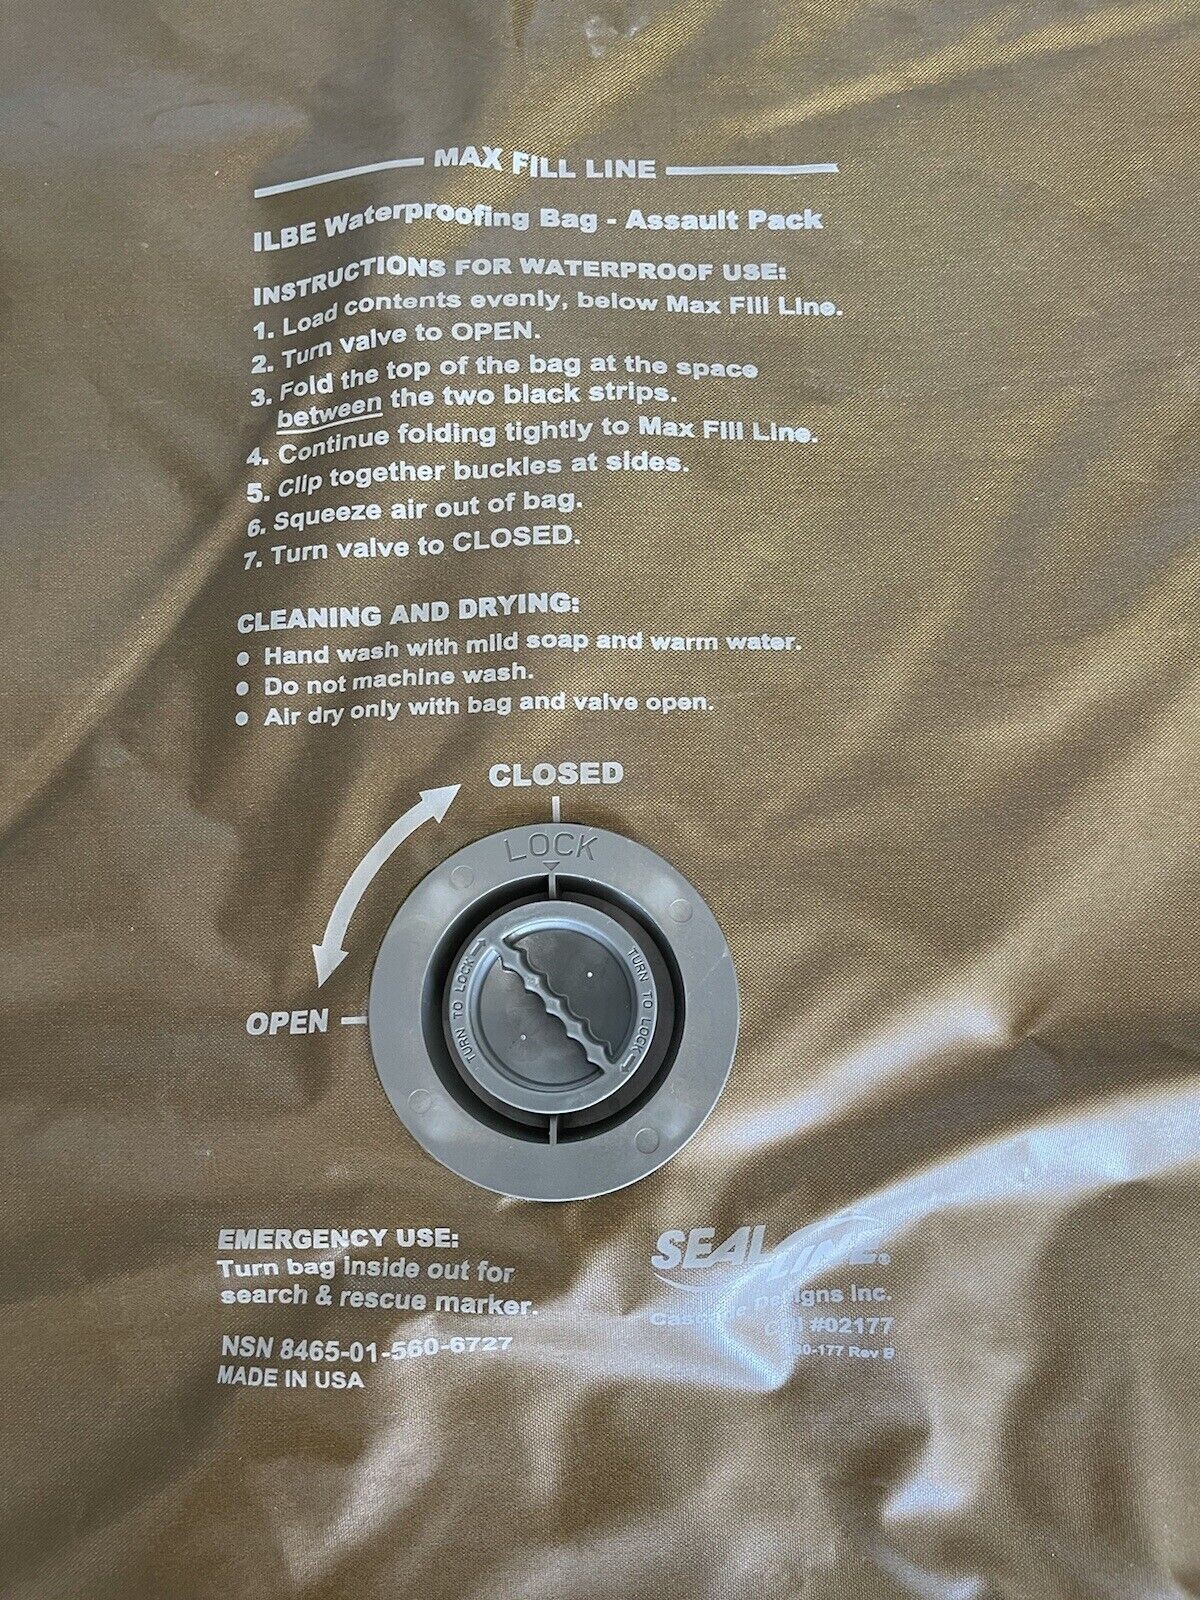 MAX FILL LINE
ILBE Waterproofing Bag - Assault Pack
INSTRUCTIONS FOR WATERPROOF USE:
1. Load contents evenly, below Max Fill Line.
2. Turn valve to OPEN.
3. Fold the top of the bag at the space
between the two black strips.
4. Continue folding tightly to Max Fill Line.
5. Clip together buckles at sides.
6. Squeeze air out of bag.
7. Turn valve to CLOSED.
CLEANING AND DRYING:
• Hand wash with mild soap and warm water.
• Do not machine wash.
• Air dry only with bag and valve open.
CLOSED
LOCK
TURN TO LOCK
TURN TO LOCK
OPEN
EMERGENCY USE:
Turn bag inside out for
search & rescue marker.
NSN 8465-01-560-6727
MADE IN USA
SEAL LINE®
Designs Inc.
#02177
Rev B